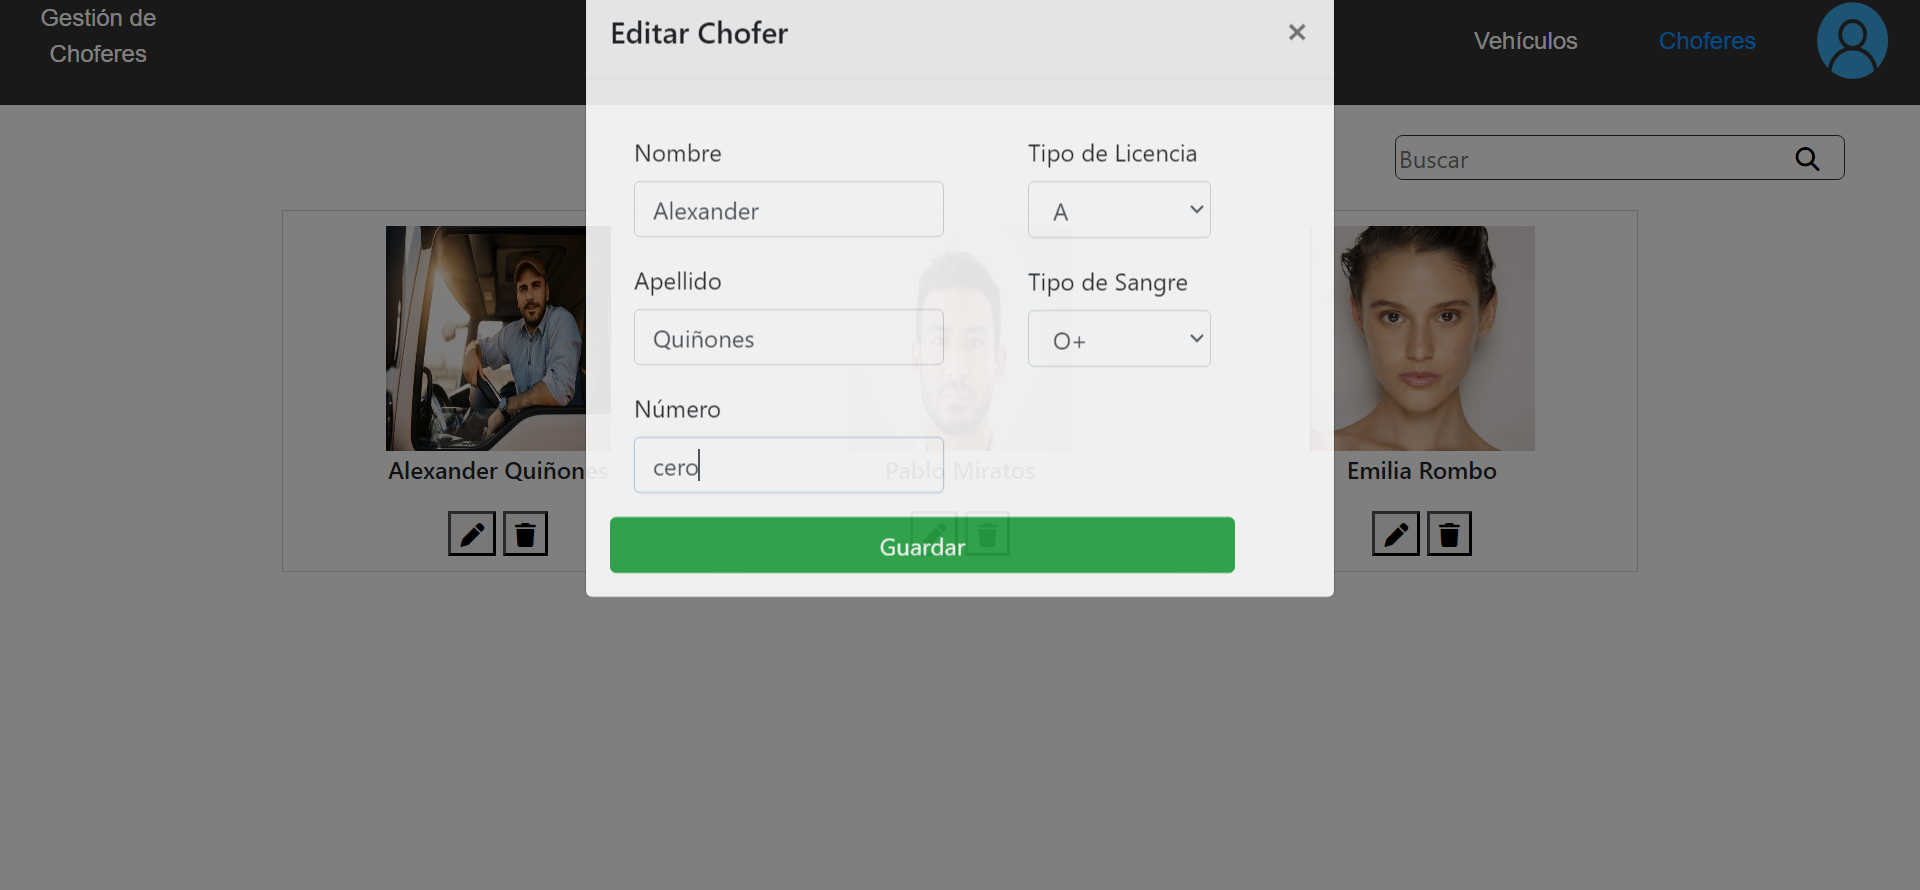 Gestión de
Choferes
Editar Chofer
×
Vehículos
Choferes
Buscar
Nombre
Tipo de Licencia
Alexander
A
Apellido
Tipo de Sangre
Quiñones
O+
Número
cero
Alexander Quiñones
Pablo Miratos
Emilia Rombo
Guardar